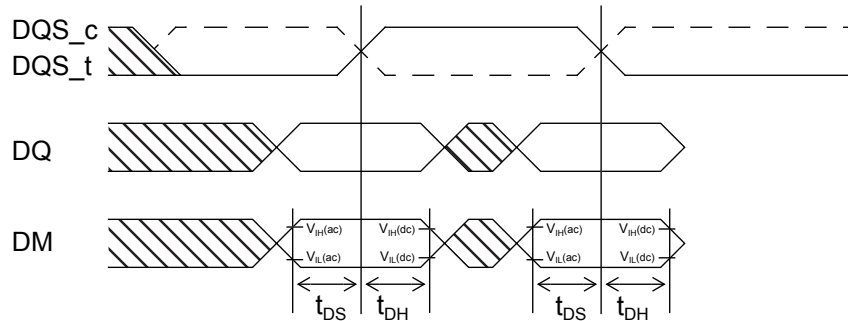 DQS_c
DQS_t
DQ
DM
VIH(ac) VIH(dc) VIH(ac) VIH(dc)
VIL(ac) VIL(dc) VIL(ac) VIL(dc)
tDS tDH tDS tDH